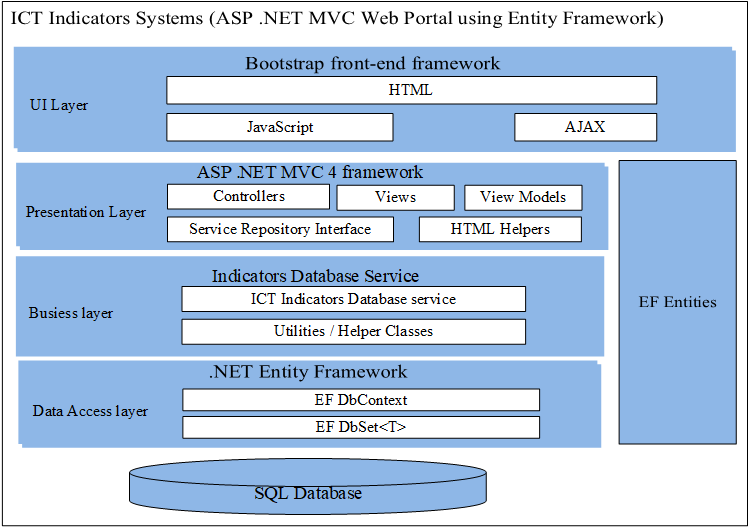 ICT Indicators Systems (ASP .NET MVC Web Portal using Entity Framework)
Bootstrap front-end framework
UI Layer
HTML
JavaScript
AJAX
ASP .NET MVC 4 framework
Presentation Layer
Controllers
Views
View Models
Service Repository Interface
HTML Helpers
EF Entities
Indicators Database Service
Busiess layer
ICT Indicators Database service
Utilities / Helper Classes
.NET Entity Framework
Data Access layer
EF DbContext
EF DbSet<T>
SQL Database